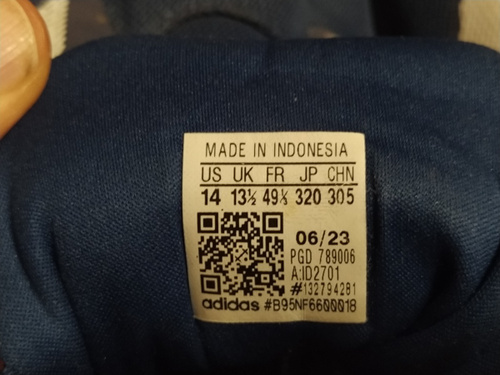 MADE IN INDONESIA
US UK FR JP CHN
14 13½ 49⅓ 320 305
06/23
PGD 789006
A:ID2701
#132794281
adidas #B95NF6600018